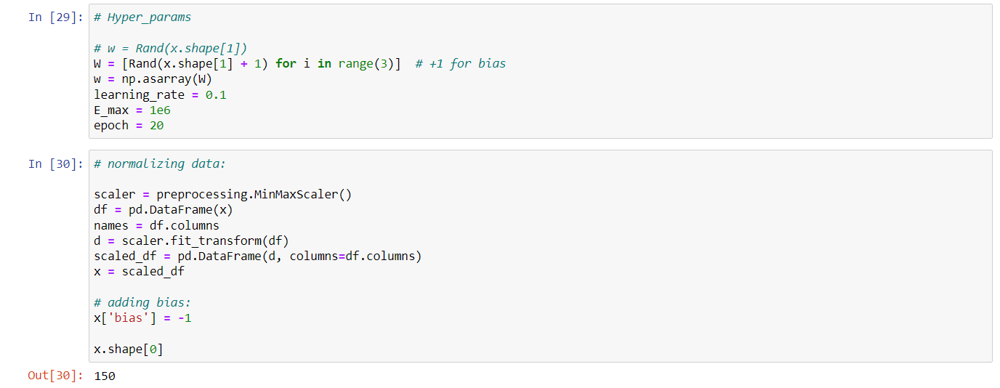 In [29]: # Hyper_params
# w = Rand(x.shape[1])
W = [Rand(x.shape[1] + 1) for i in range(3)]  # +1 for bias
w = np.asarray(W)
learning_rate = 0.1
E_max = 1e6
epoch = 20
In [30]: # normalizing data:
scaler = preprocessing.MinMaxScaler()
df = pd.DataFrame(x)
names = df.columns
d = scaler.fit_transform(df)
scaled_df = pd.DataFrame(d, columns=df.columns)
x = scaled_df
# adding bias:
x['bias'] = -1
x.shape[0]
Out[30]: 150